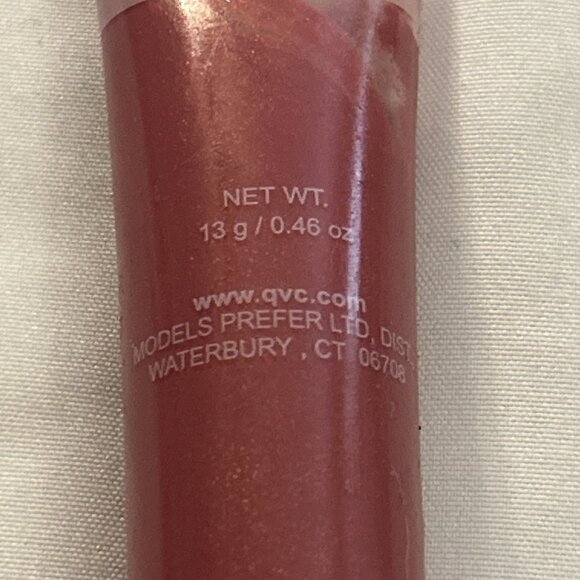 NET WT.
13 g / 0.46 oz
www.qvc.com
MODELS PREFER LTD, DIST.,
WATERBURY , CT 06708